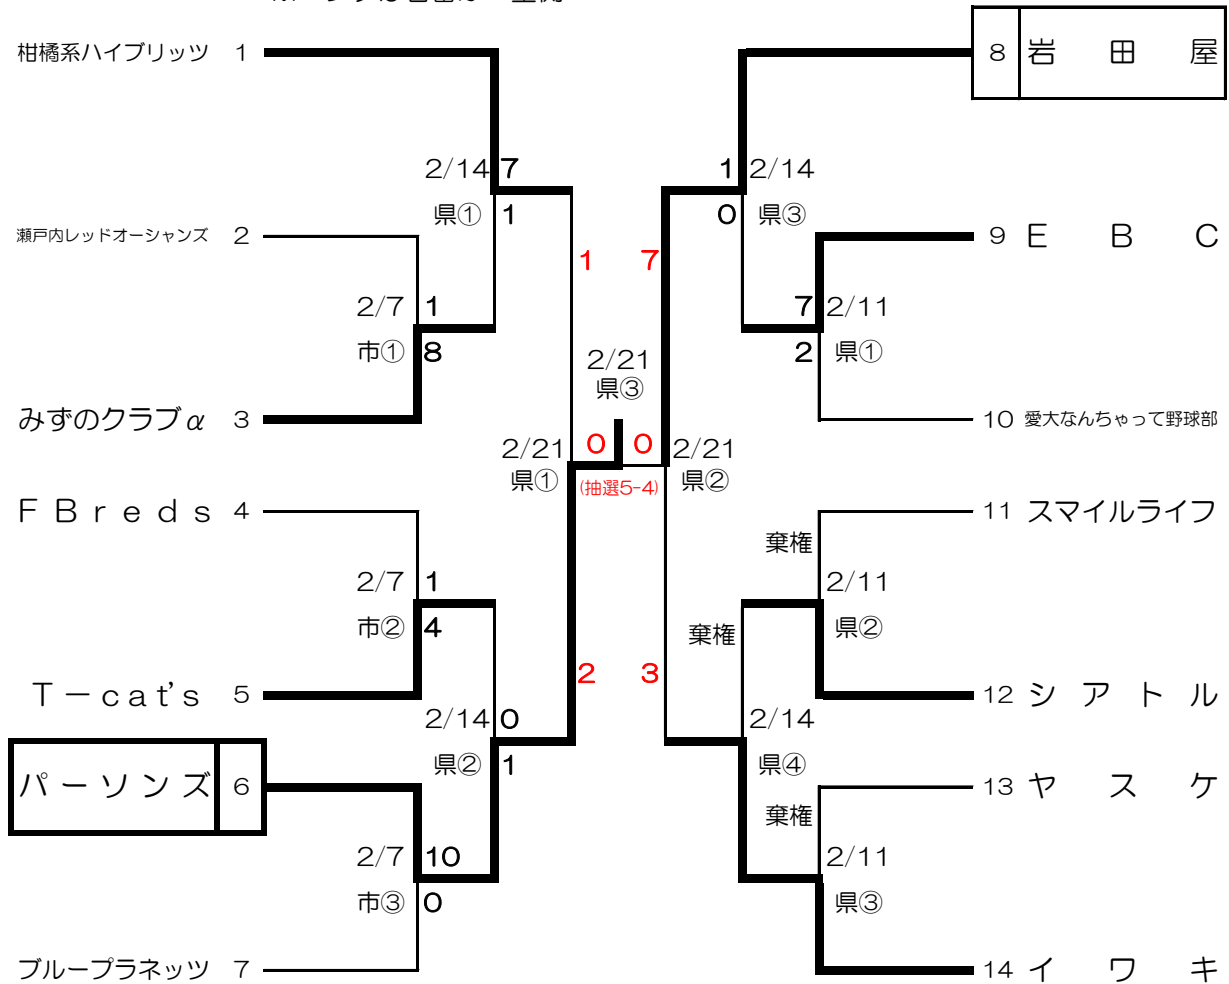 柑橘系ハイブリッツ 1
8 岩 田 屋
2/14 7
県① 1
1 2/14
0 県③
瀬戸内レッドオーシャンズ 2
9 E B C
1 7
2/7 1
市① 8
7 2/11
2 県①
2/21
県③
みずのクラブα 3
10 愛大なんちゃって野球部
2/21
県①
0 0
(抽選5-4)
2/21
県②
FBreds 4
11 スマイルライフ
棄権
2/7 1
市② 4
2/11
県②
棄権
2 3
T-cat's 5
12 シ ア ト ル
2/14 0
県② 1
2/14
県④
パーソンズ 6
13 ヤ ス ケ
棄権
2/7 10
市③ 0
2/11
県③
ブループラネッツ 7
14 イ ワ キ